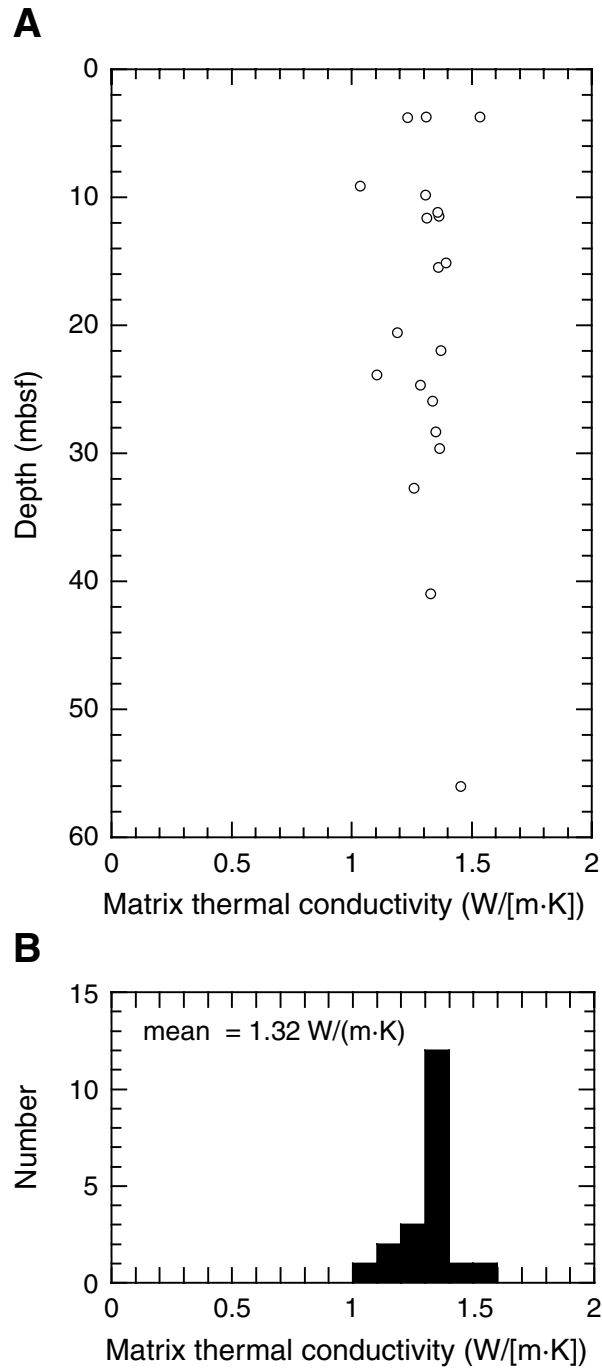 A
0
10
20
30
40
50
60
Depth (mbsf)
0 0.5 1 1.5 2
Matrix thermal conductivity (W/[m·K])
B
15
10
5
0
Number
mean = 1.32 W/(m·K)
0 0.5 1 1.5 2
Matrix thermal conductivity (W/[m·K])